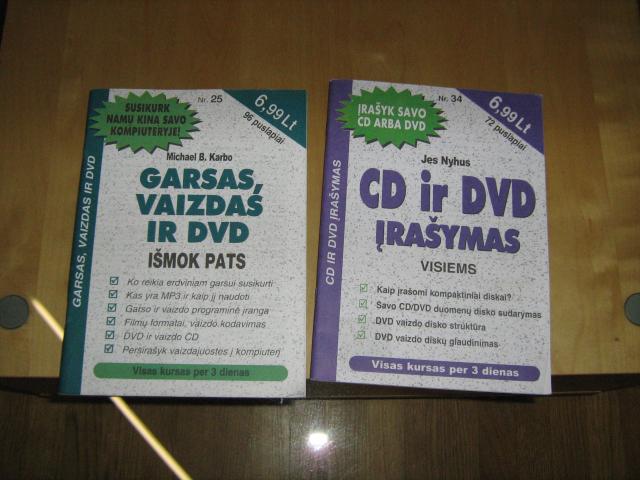 GARSAS, VAIZDAS IR DVD
SUSIKURK
NAMU KINA SAVO
KOMPIUTERYJE!
Nr. 25
6,99 Lt
96 puslapiai
Michael B. Karbo
GARSAS,
VAIZDAS
IR DVD
IŠMOK PATS
Ko reikia erdviniam garsui susikurti
Kas yra MP3 ir kaip jį naudoti
Garso ir vaizdo programinė įranga
Filmų formatai, vaizdo kodavimas
DVD ir vaizdo CD
Persirašyk vaizdajuostes į kompiuterį
Visas kursas per 3 dienas
CD IR DVD ĮRAŠYMAS
ĮRAŠYK SAVO
CD ARBA DVD
Nr. 34
6,99 Lt
72 puslapiai
Jes Nyhus
CD ir DVD
ĮRAŠYMAS
VISIEMS
Kaip įrašomi kompaktiniai diskai?
Savo CD/DVD duomenų disko sudarymas
DVD vaizdo disko struktūra
DVD vaizdo diskų glaudinimas
Visas kursas per 3 dienas